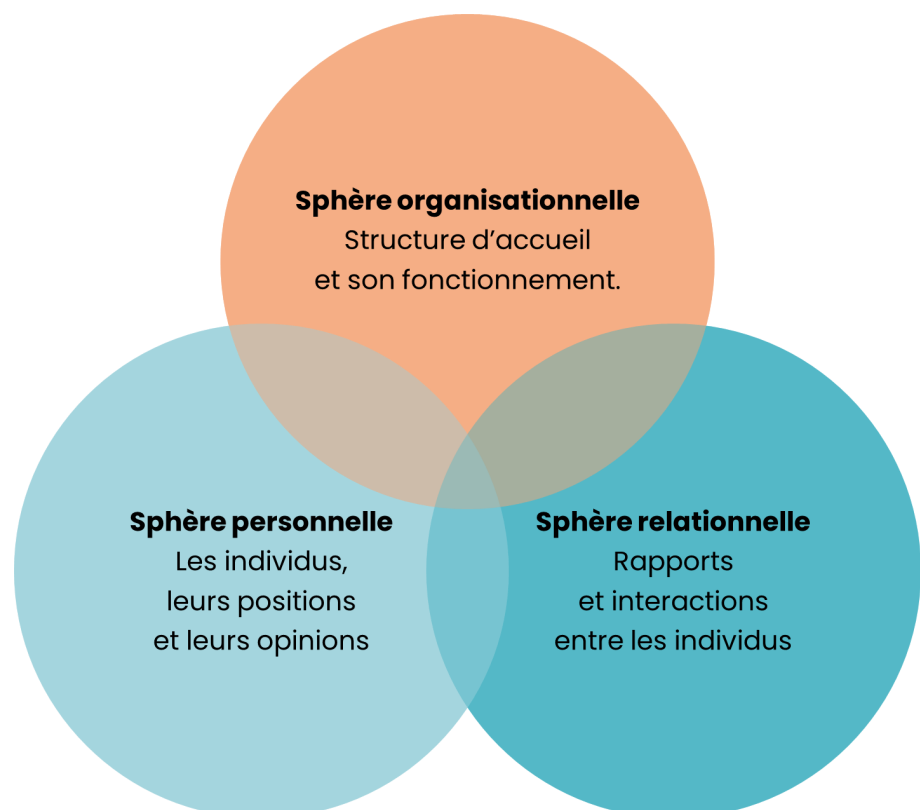 Sphère organisationnelle
Structure d’accueil
et son fonctionnement.
Sphère personnelle
Les individus,
leurs positions
et leurs opinions
Sphère relationnelle
Rapports
et interactions
entre les individus